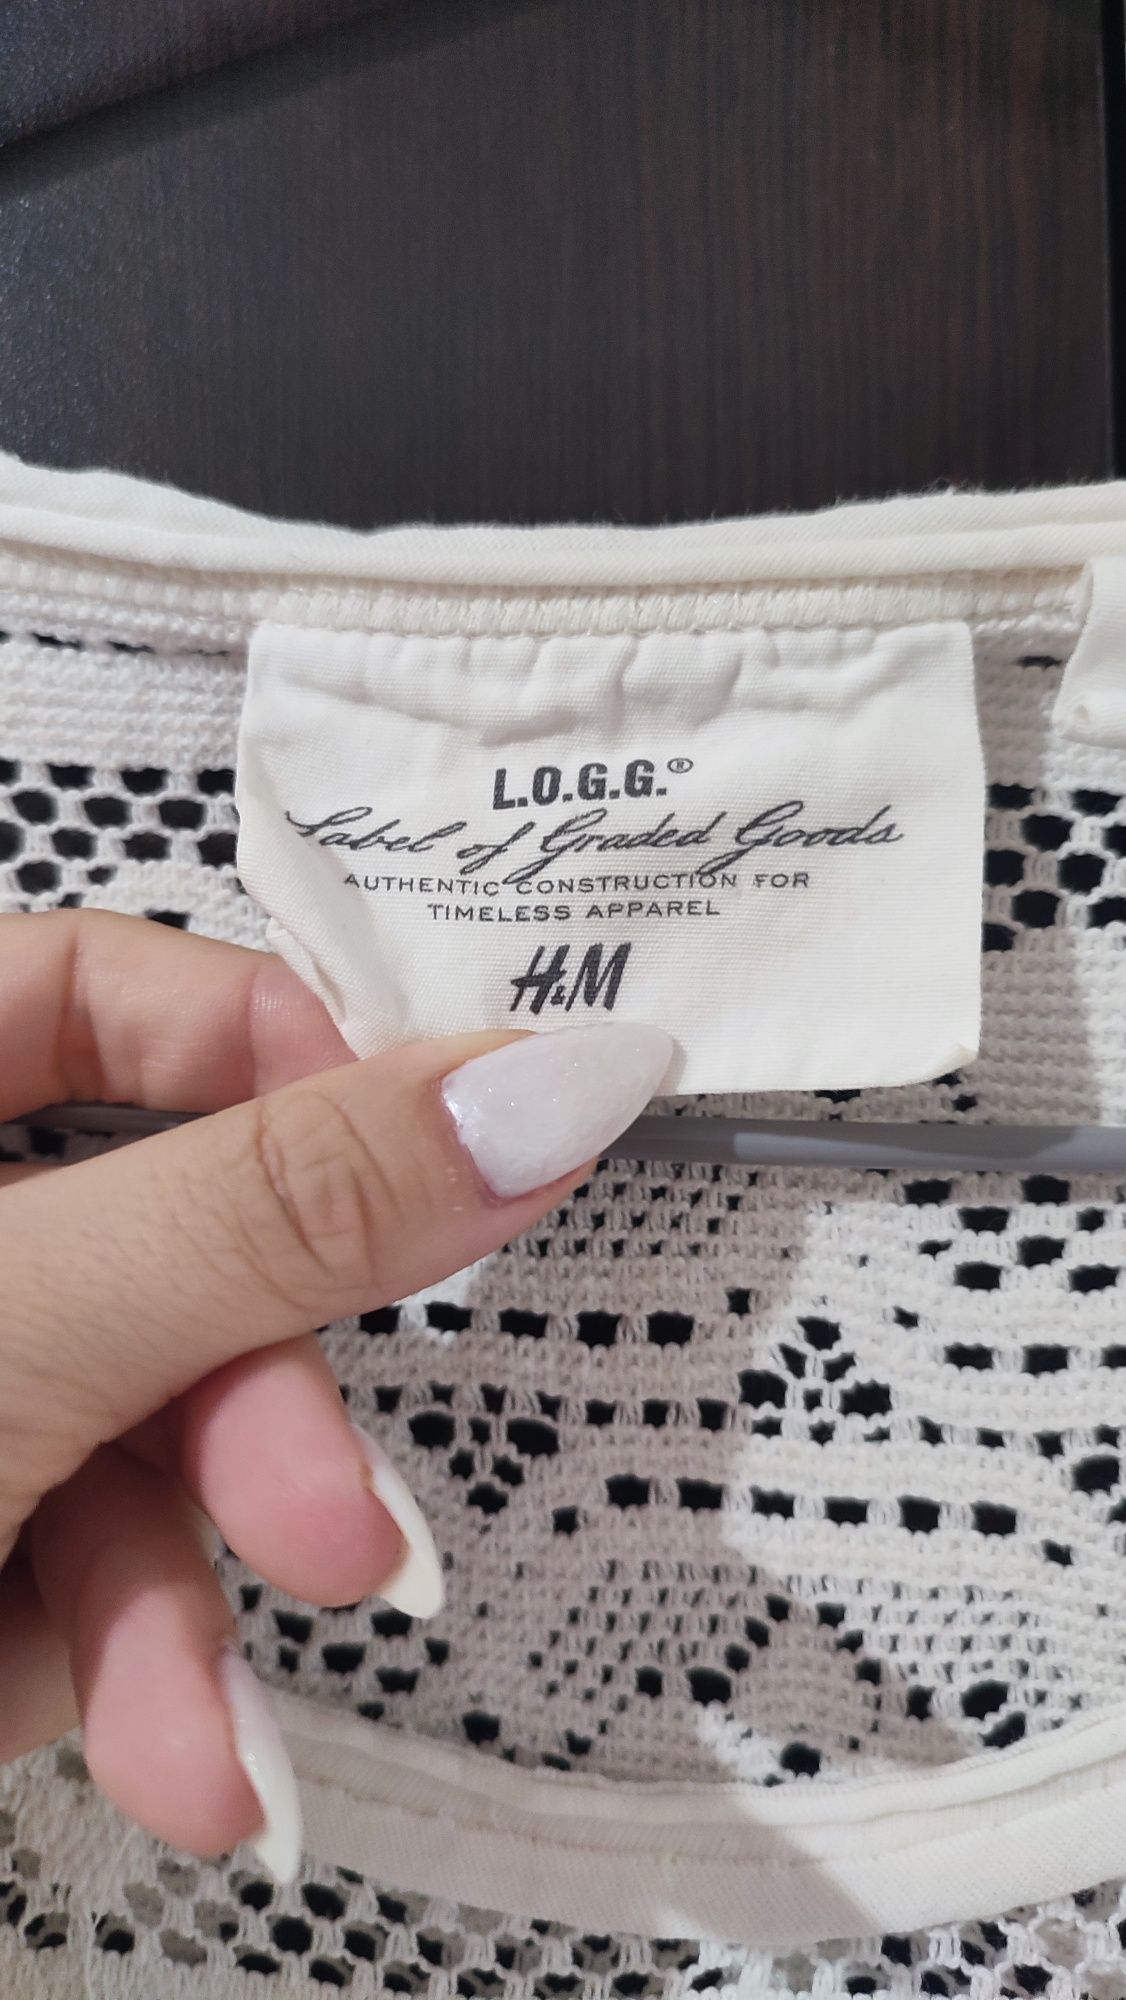 L.O.G.G.®
Label of Graded Goods
AUTHENTIC CONSTRUCTION FOR
TIMELESS APPAREL
H&M